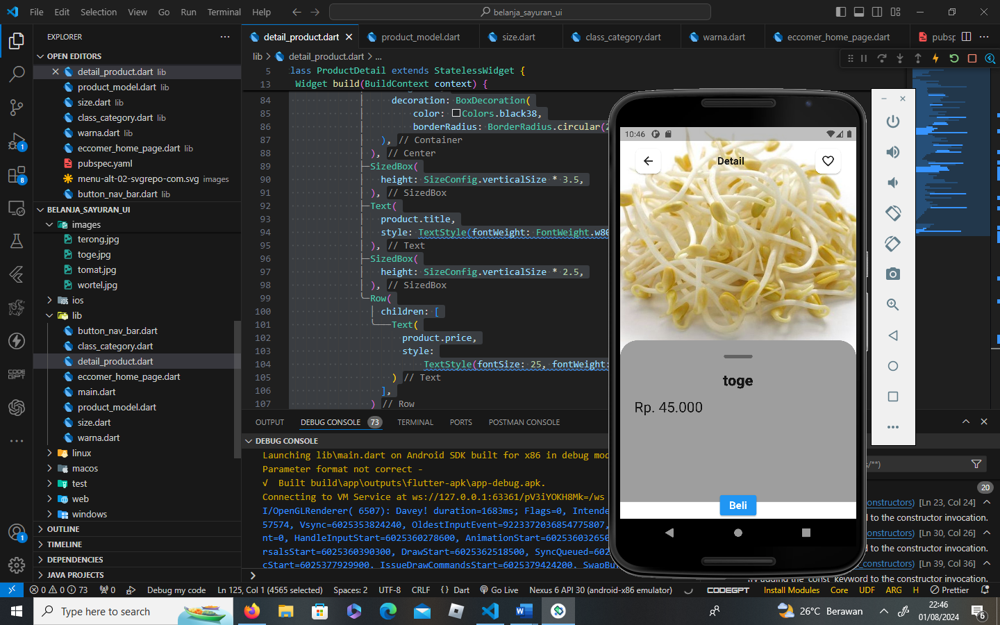 File Edit Selection View Go Run Terminal Help
belanja_sayuran_ui
EXPLORER
OPEN EDITORS
detail_product.dart lib
product_model.dart lib
size.dart lib
class_category.dart lib
warna.dart lib
eccomer_home_page.dart lib
pubspec.yaml
menu-alt-02-svgrepo-com.svg images
button_nav_bar.dart lib
BELANJA_SAYURAN_UI
images
terong.jpg
toge.jpg
tomat.jpg
wortel.jpg
ios
lib
button_nav_bar.dart
class_category.dart
detail_product.dart
eccomer_home_page.dart
main.dart
product_model.dart
size.dart
warna.dart
linux
macos
test
web
windows
OUTLINE
TIMELINE
DEPENDENCIES
JAVA PROJECTS
1
8
CODE
GPT
1
detail_product.dart product_model.dart size.dart class_category.dart warna.dart eccomer_home_page.dart pubsp
lib > detail_product.dart > ...
5 lass ProductDetail extends StatelessWidget {
13 Widget build(BuildContext context) {
84 decoration: BoxDecoration(
85 color: Colors.black38,
86 borderRadius: BorderRadius.circular(2
87 ), // Container
88 ), // Center
89 SizedBox(
90 height: SizeConfig.verticalSize * 3.5,
91 ), // SizedBox
92 Text(
93 product.title,
94 style: TextStyle(fontWeight: FontWeight.w80
95 ), // Text
96 SizedBox(
97 height: SizeConfig.verticalSize * 2.5,
98 ), // SizedBox
99 Row(
100 children: [
101 Text(
102 product.price,
103 style:
104 TextStyle(fontSize: 25, fontWeight:
105 ) // Text
106 ],
107 ) // Row
OUTPUT DEBUG CONSOLE 73 TERMINAL PORTS POSTMAN CONSOLE
DEBUG CONSOLE
Launching lib\main.dart on Android SDK built for x86 in debug mod
Parameter format not correct -
√ Built build\app\outputs\flutter-apk\app-debug.apk.
Connecting to VM Service at ws://127.0.0.1:63361/pV3iYOKH8Mk=/ws
I/OpenGLRenderer( 6507): Davey! duration=1683ms; Flags=0, Intende
57574, Vsync=6025353824240, OldestInputEvent=9223372036854775807,
nt=0, HandleInputStart=6025360278600, AnimationStart=602536032650
rsalsStart=6025360390300, DrawStart=6025362518500, SyncQueued=602
cStart=6025377929900, IssueDrawCommandsStart=6025379424200, SwapBu
10:46
Detail
toge
Rp. 45.000
Beli
s/**)
20
constructors) [Ln 23, Col 24]
d to the constructor invocation.
constructors) [Ln 30, Col 26]
d to the constructor invocation.
constructors) [Ln 39, Col 36]
Try adding the 'const' keyword to the constructor invocation.
0 0 73 0 Debug my code Ln 125, Col 1 (4565 selected) Spaces: 2 UTF-8 CRLF {} Dart Go Live Nexus 6 API 30 (android-x86 emulator) CODEGPT Install Modules Core UDF ARG H Prettier
Type here to search
26°C Berawan
22:46
01/08/2024
6